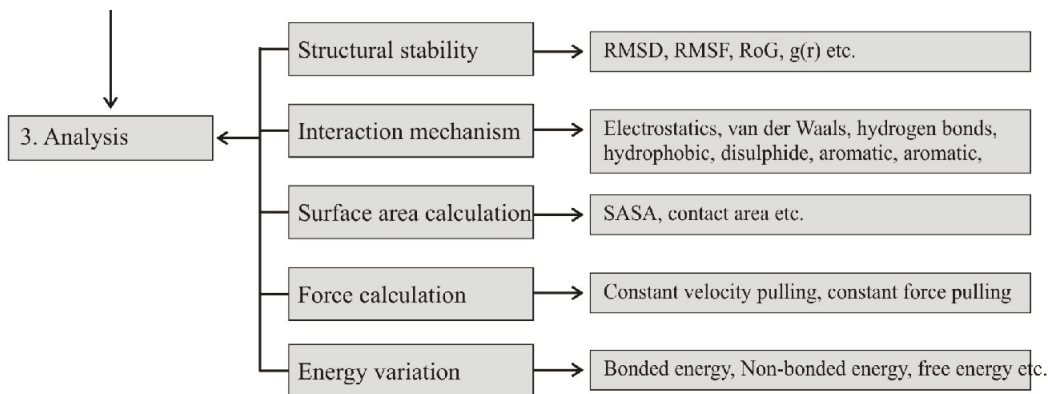 Structural stability
RMSD, RMSF, RoG, g(r) etc.
3. Analysis
Interaction mechanism
Electrostatics, van der Waals, hydrogen bonds,
hydrophobic, disulphide, aromatic, aromatic,
Surface area calculation
SASA, contact area etc.
Force calculation
Constant velocity pulling, constant force pulling
Energy variation
Bonded energy, Non-bonded energy, free energy etc.